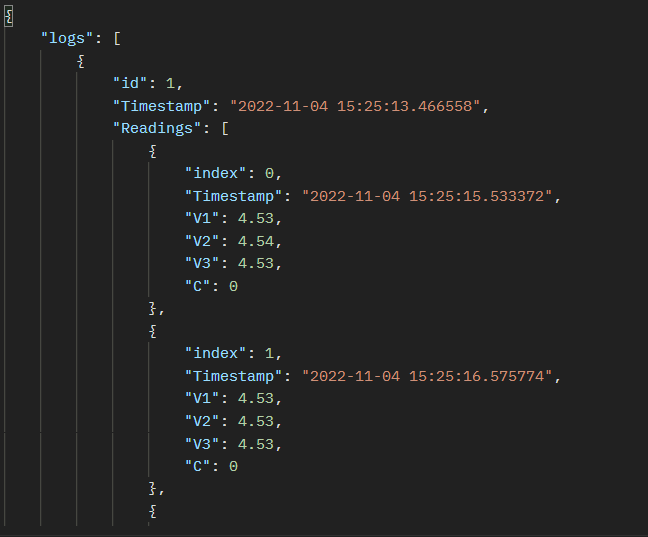 {
"logs": [
{
"id": 1,
"Timestamp": "2022-11-04 15:25:13.466558",
"Readings": [
{
"index": 0,
"Timestamp": "2022-11-04 15:25:15.533372",
"V1": 4.53,
"V2": 4.54,
"V3": 4.53,
"C": 0
},
{
"index": 1,
"Timestamp": "2022-11-04 15:25:16.575774",
"V1": 4.53,
"V2": 4.53,
"V3": 4.53,
"C": 0
},
{